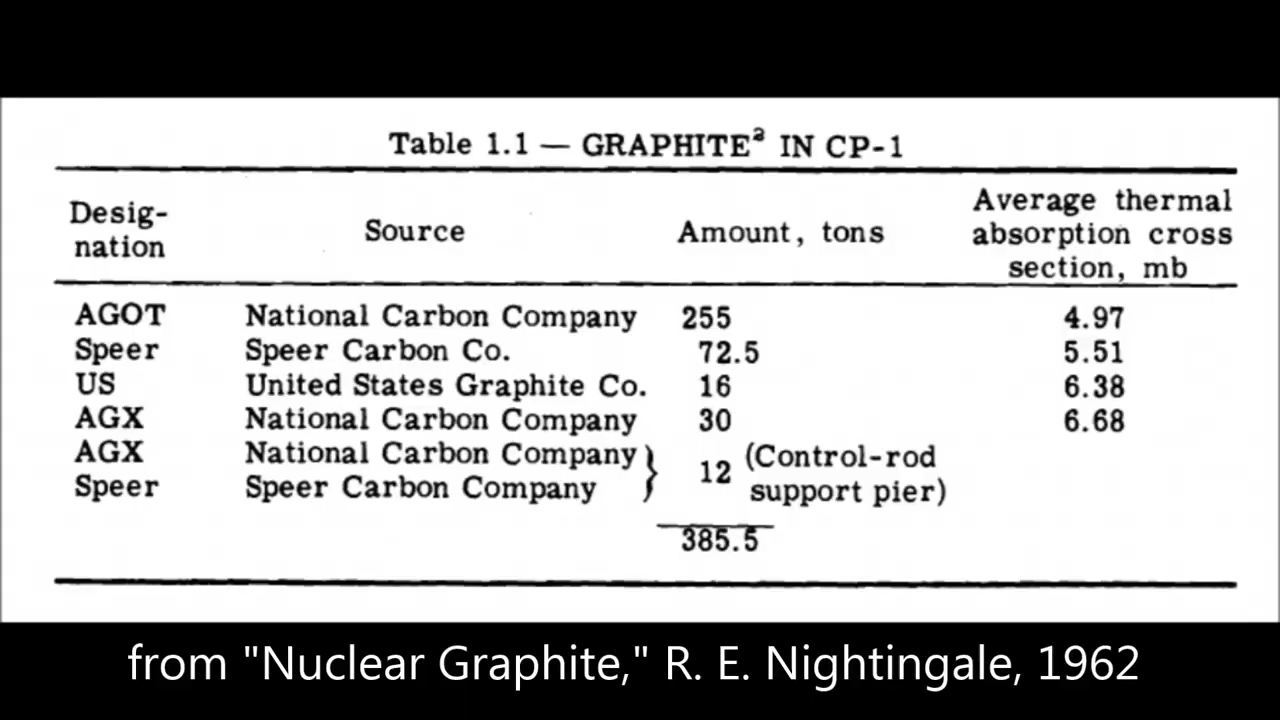 Table 1.1 — GRAPHITEª IN CP-1
Desig-
nation
Source
Amount, tons
Average thermal
absorption cross
section, mb
AGOT National Carbon Company 255 4.97
Speer Speer Carbon Co. 72.5 5.51
US United States Graphite Co. 16 6.38
AGX National Carbon Company 30 6.68
AGX National Carbon Company } 12 (Control-rod
Speer Speer Carbon Company support pier)
385.5
from "Nuclear Graphite," R. E. Nightingale, 1962